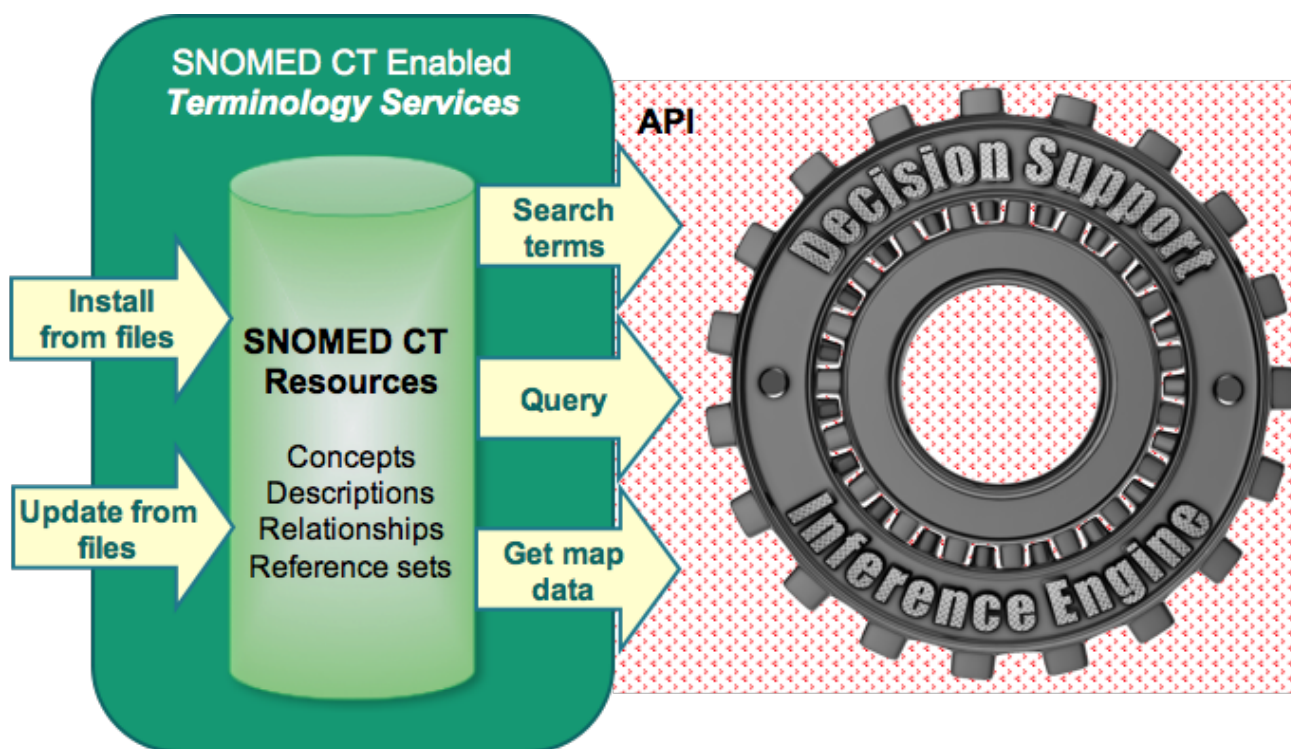 SNOMED CT Enabled
Terminology Services
API
Install
from files
Update from
files
SNOMED CT
Resources
Concepts
Descriptions
Relationships
Reference sets
Search
terms
Query
Get map
data
Decision Support
Inference Engine